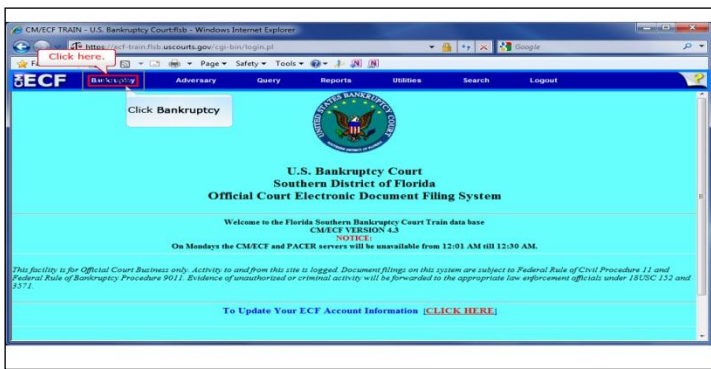 CM/ECF TRAIN - U.S. Bankruptcy Court:flsb - Windows Internet Explorer
https://ecf-train.flsb.uscourts.gov/cgi-bin/login.pl
Google
Click here.
Page Safety Tools
ECF Bankruptcy Adversary Query Reports Utilities Search Logout
Click Bankruptcy
U.S. Bankruptcy Court
Southern District of Florida
Official Court Electronic Document Filing System
Welcome to the Florida Southern Bankruptcy Court Train data base
CM/ECF VERSION 4.3
NOTICE:
On Mondays the CM/ECF and PACER servers will be unavailable from 12:01 AM till 12:30 AM.
This facility is for Official Court Business only. Activity to and from this site is logged. Document filings on this system are subject to Federal Rule of Civil Procedure 11 and
Federal Rule of Bankruptcy Procedure 9011. Evidence of unauthorized or criminal activity will be forwarded to the appropriate law enforcement officials under 18USC 152 and
3571.
To Update Your ECF Account Information [CLICK HERE]